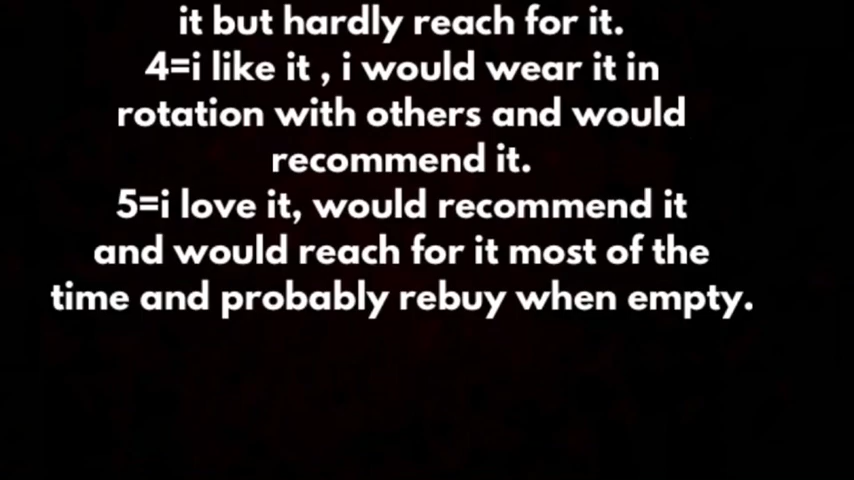 it but hardly reach for it.
4=i like it , i would wear it in
rotation with others and would
recommend it.
5=i love it, would recommend it
and would reach for it most of the
time and probably rebuy when empty.